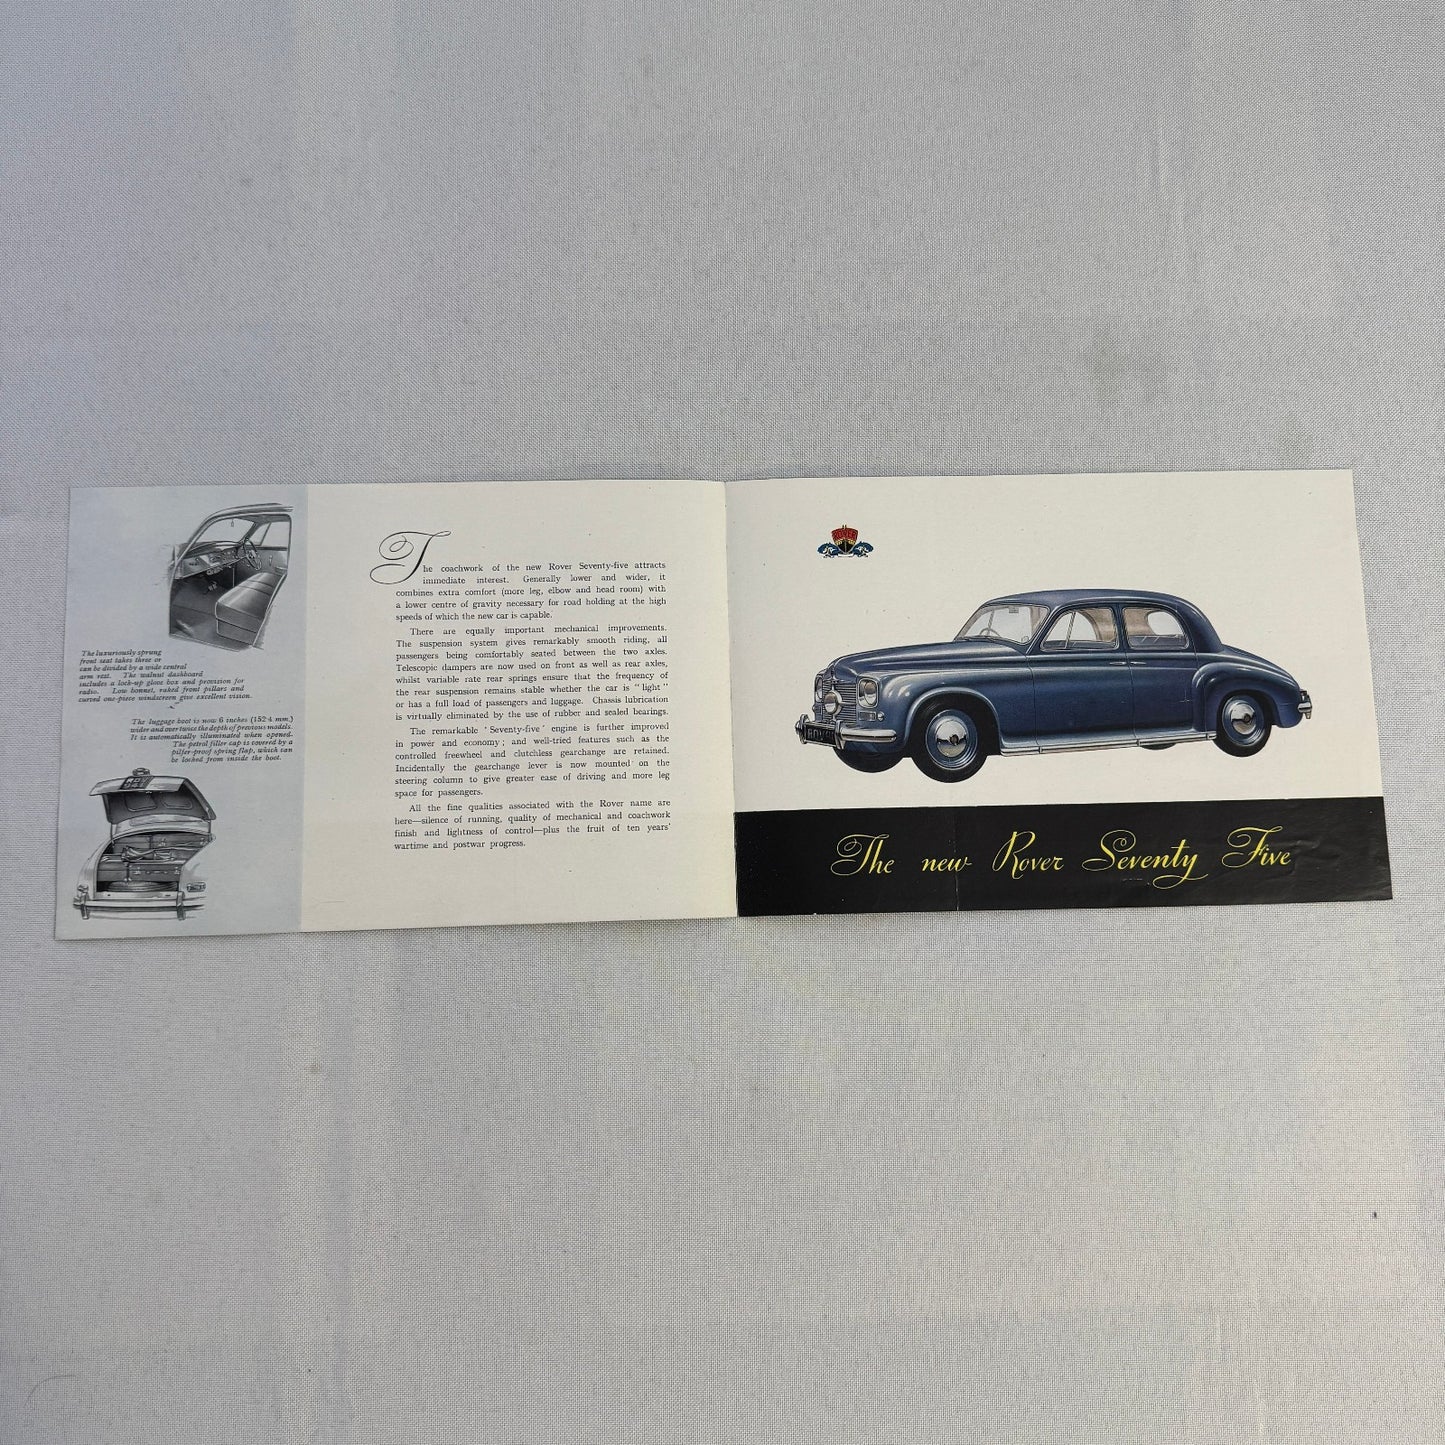 The luxuriously sprung
front seat takes three or
can be divided by a wide central
arm rest. The walnut dashboard
includes a lock-up glove box and provision for
radio. Low bonnet, raked front pillars and
curved one-piece windscreen give excellent vision.
The luggage boot is now 6 inches (152·4 mm.)
wider and over twice the depth of previous models.
It is automatically illuminated when opened.
The petrol filler cap is covered by a
pilfer-proof spring flap, which can
be locked from inside the boot.
The coachwork of the new Rover Seventy-five attracts
immediate interest. Generally lower and wider, it
combines extra comfort (more leg, elbow and head room) with
a lower centre of gravity necessary for road holding at the high
speeds of which the new car is capable.
There are equally important mechanical improvements.
The suspension system gives remarkably smooth riding, all
passengers being comfortably seated between the two axles.
Telescopic dampers are now used on front as well as rear axles,
whilst variable rate rear springs ensure that the frequency of
the rear suspension remains stable whether the car is "light"
or has a full load of passengers and luggage. Chassis lubrication
is virtually eliminated by the use of rubber and sealed bearings.
The remarkable 'Seventy-five' engine is further improved
in power and economy; and well-tried features such as the
controlled freewheel and clutchless gearchange are retained.
Incidentally the gearchange lever is now mounted on the
steering column to give greater ease of driving and more leg
space for passengers.
All the fine qualities associated with the Rover name are
here—silence of running, quality of mechanical and coachwork
finish and lightness of control—plus the fruit of ten years'
wartime and postwar progress.
ROVER
The new Rover Seventy Five